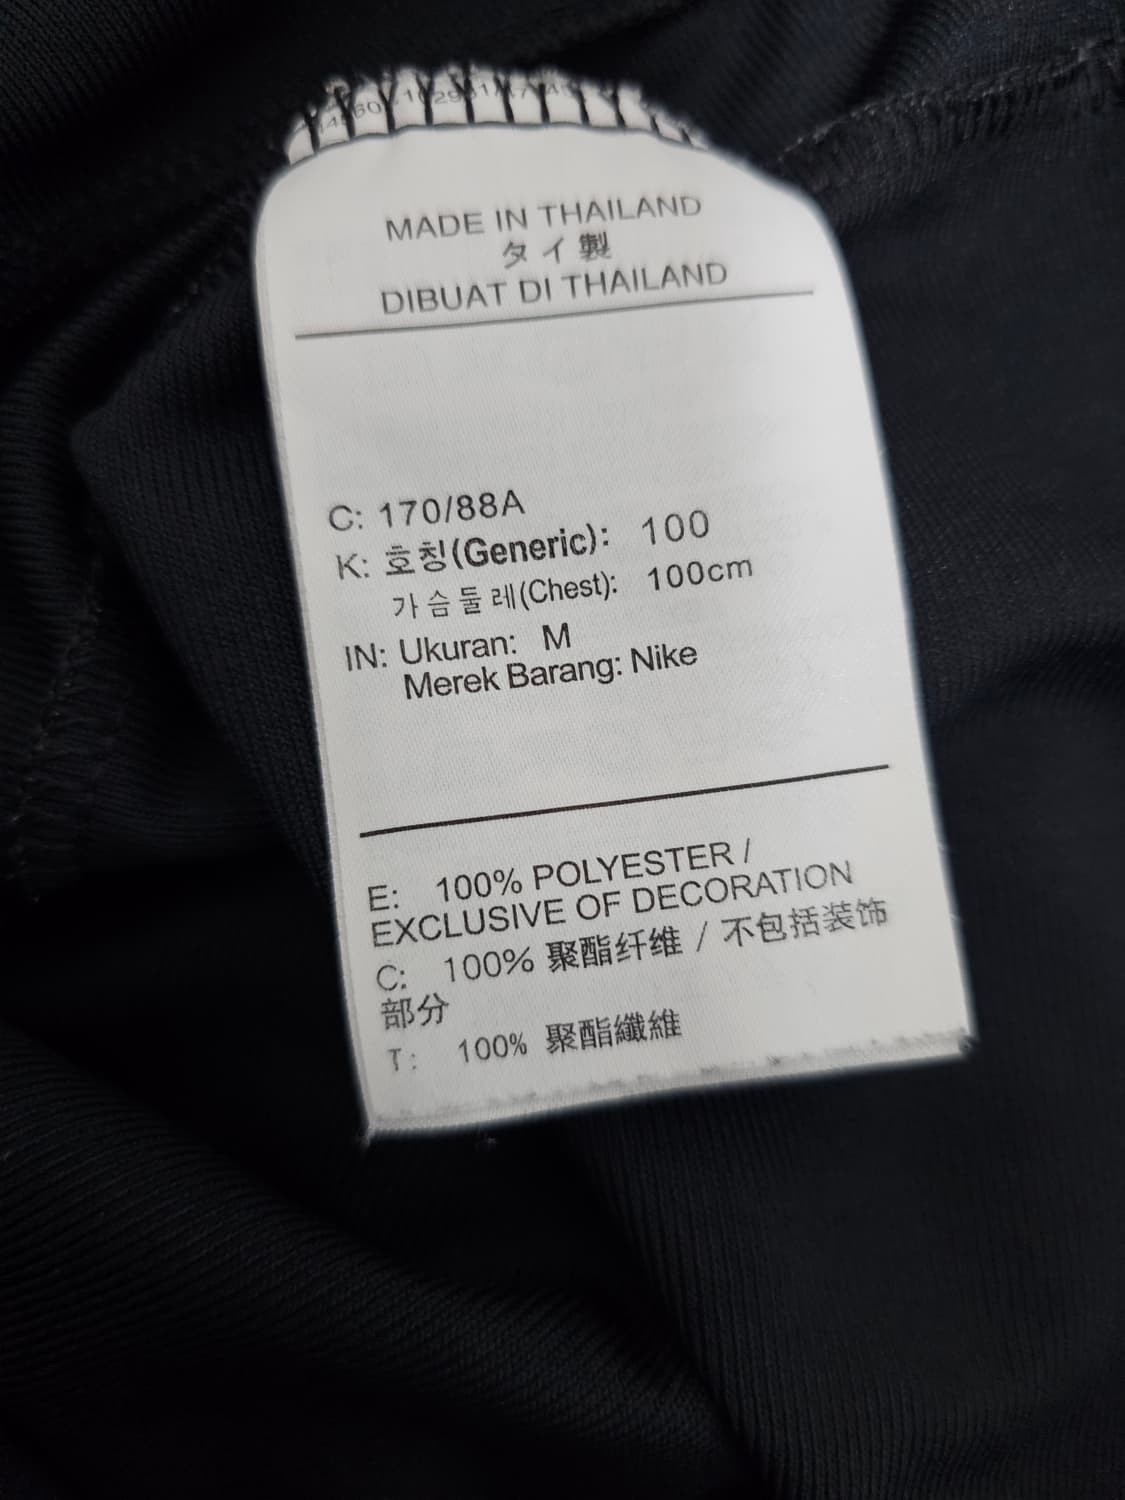 MADE IN THAILAND
タイ製
DIBUAT DI THAILAND
C: 170/88A
K: 호칭(Generic): 100
가슴둘레(Chest): 100cm
IN: Ukuran: M
Merek Barang: Nike
E: 100% POLYESTER /
EXCLUSIVE OF DECORATION
C: 100% 聚酯纤维 / 不包括装饰
部分
T: 100% 聚酯纖維